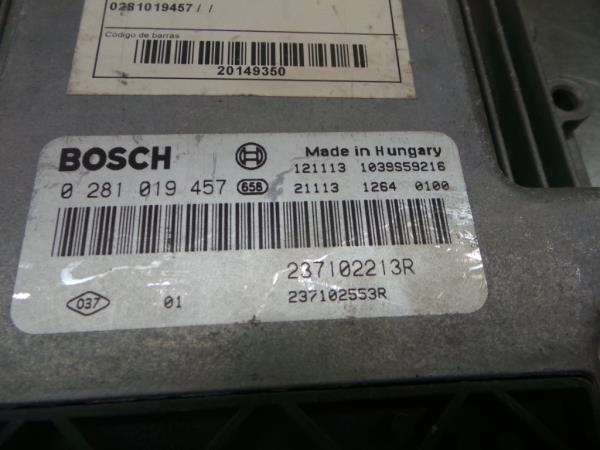 0281019457 / /
Código de barras
20149350
BOSCH Made in Hungary
121113 1039S59216
0 281 019 457 658 21113 1264 0100
237102213R
037 01 237102553R